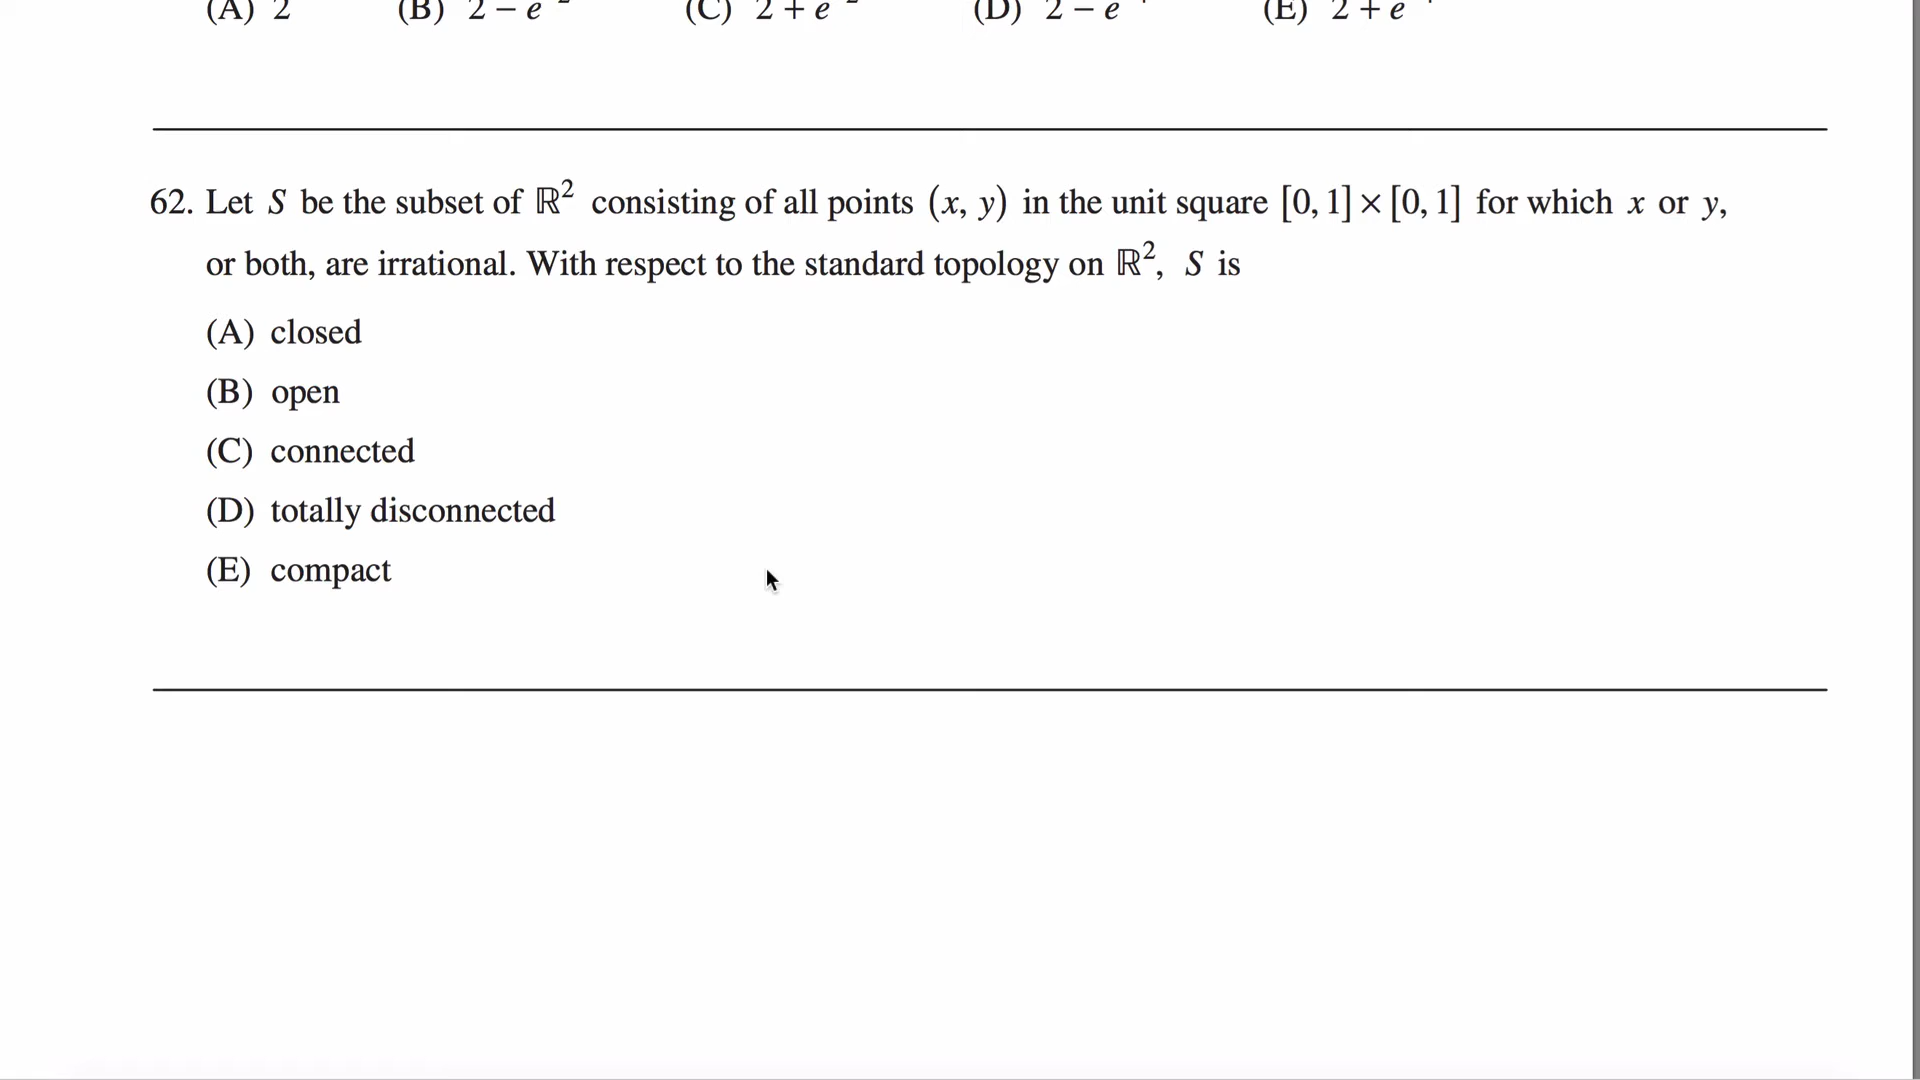 (A) 2 (B) 2 − e (C) 2 + e (D) 2 − e (E) 2 + e
62. Let S be the subset of ℝ² consisting of all points (x, y) in the unit square [0, 1] × [0, 1] for which x or y,
or both, are irrational. With respect to the standard topology on ℝ², S is
(A) closed
(B) open
(C) connected
(D) totally disconnected
(E) compact